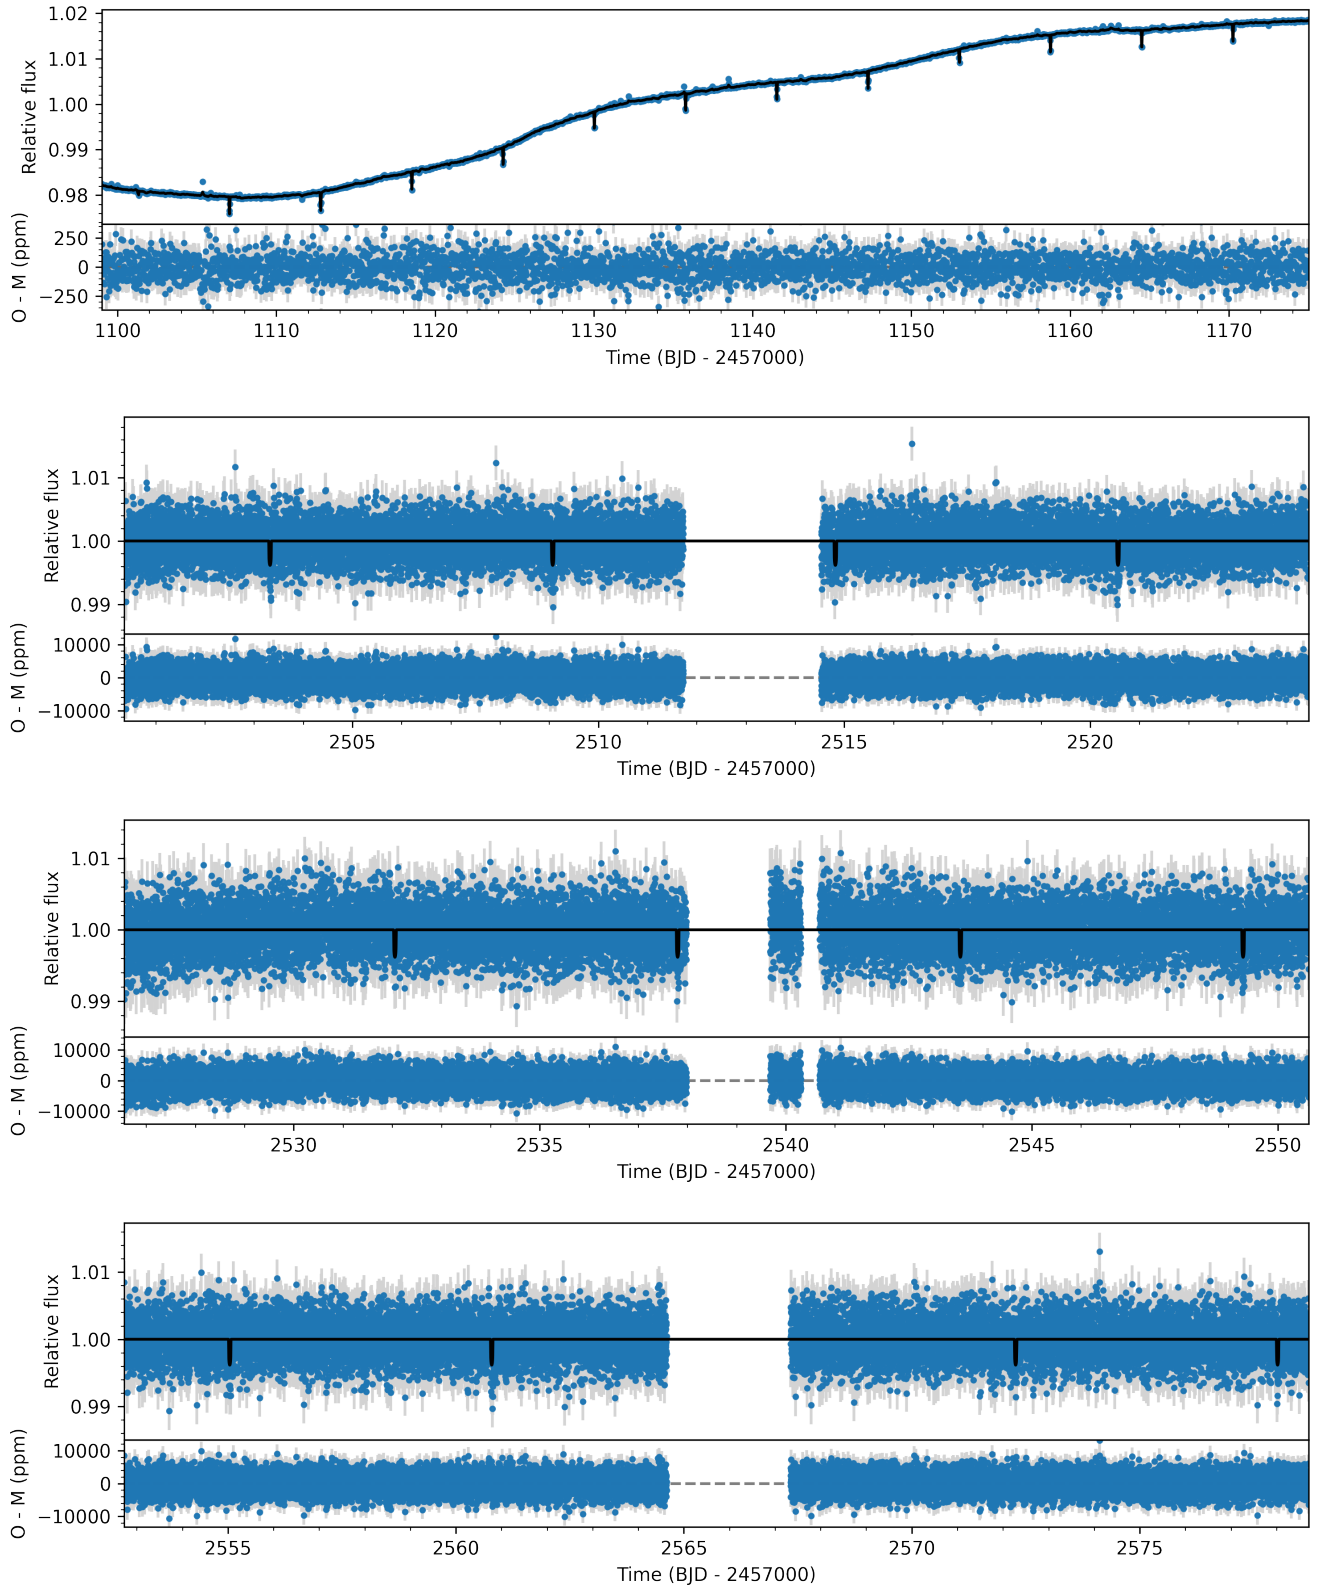 1.02
1.01
1.00
0.99
0.98
Relative flux
250
0
−250
O - M (ppm)
1100 1110 1120 1130 1140 1150 1160 1170
Time (BJD - 2457000)
1.01
1.00
0.99
Relative flux
10000
0
−10000
O - M (ppm)
2505 2510 2515 2520
Time (BJD - 2457000)
1.01
1.00
0.99
Relative flux
10000
0
−10000
O - M (ppm)
2530 2535 2540 2545 2550
Time (BJD - 2457000)
1.01
1.00
0.99
Relative flux
10000
0
−10000
O - M (ppm)
2555 2560 2565 2570 2575
Time (BJD - 2457000)